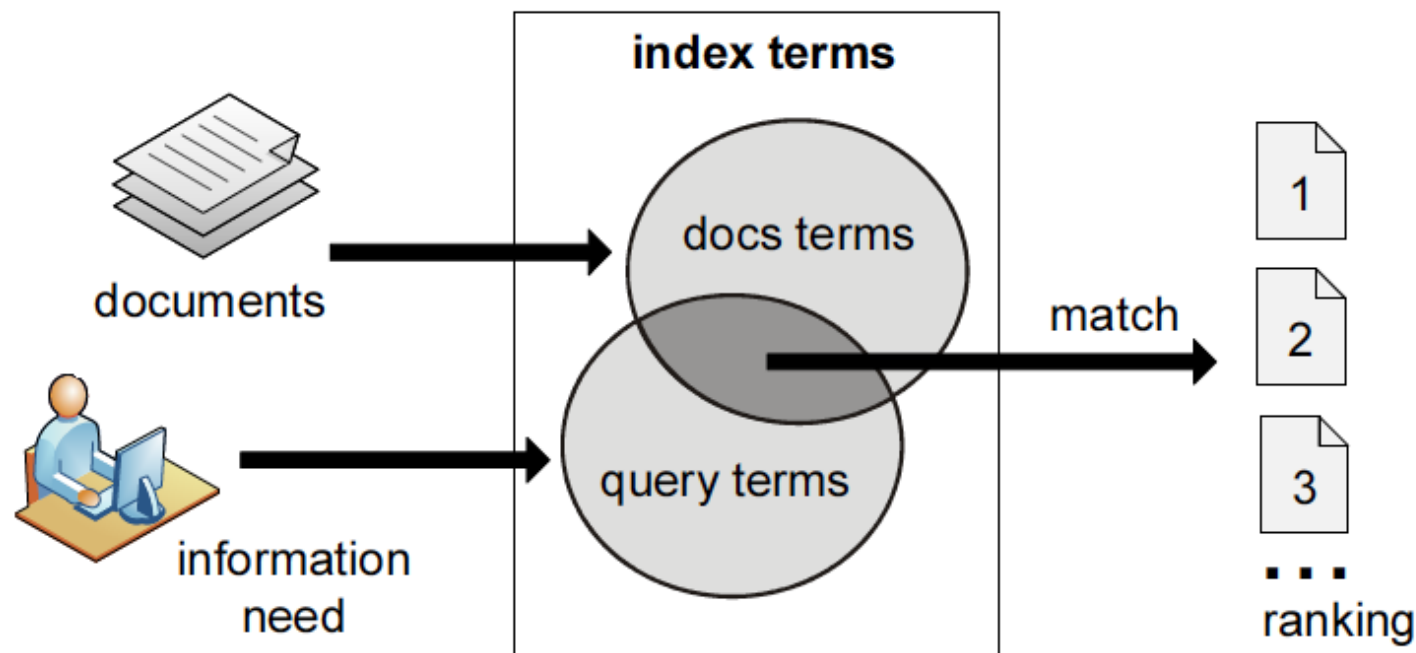 index terms
docs terms
documents
match
query terms
information
need
1
2
3
...
ranking